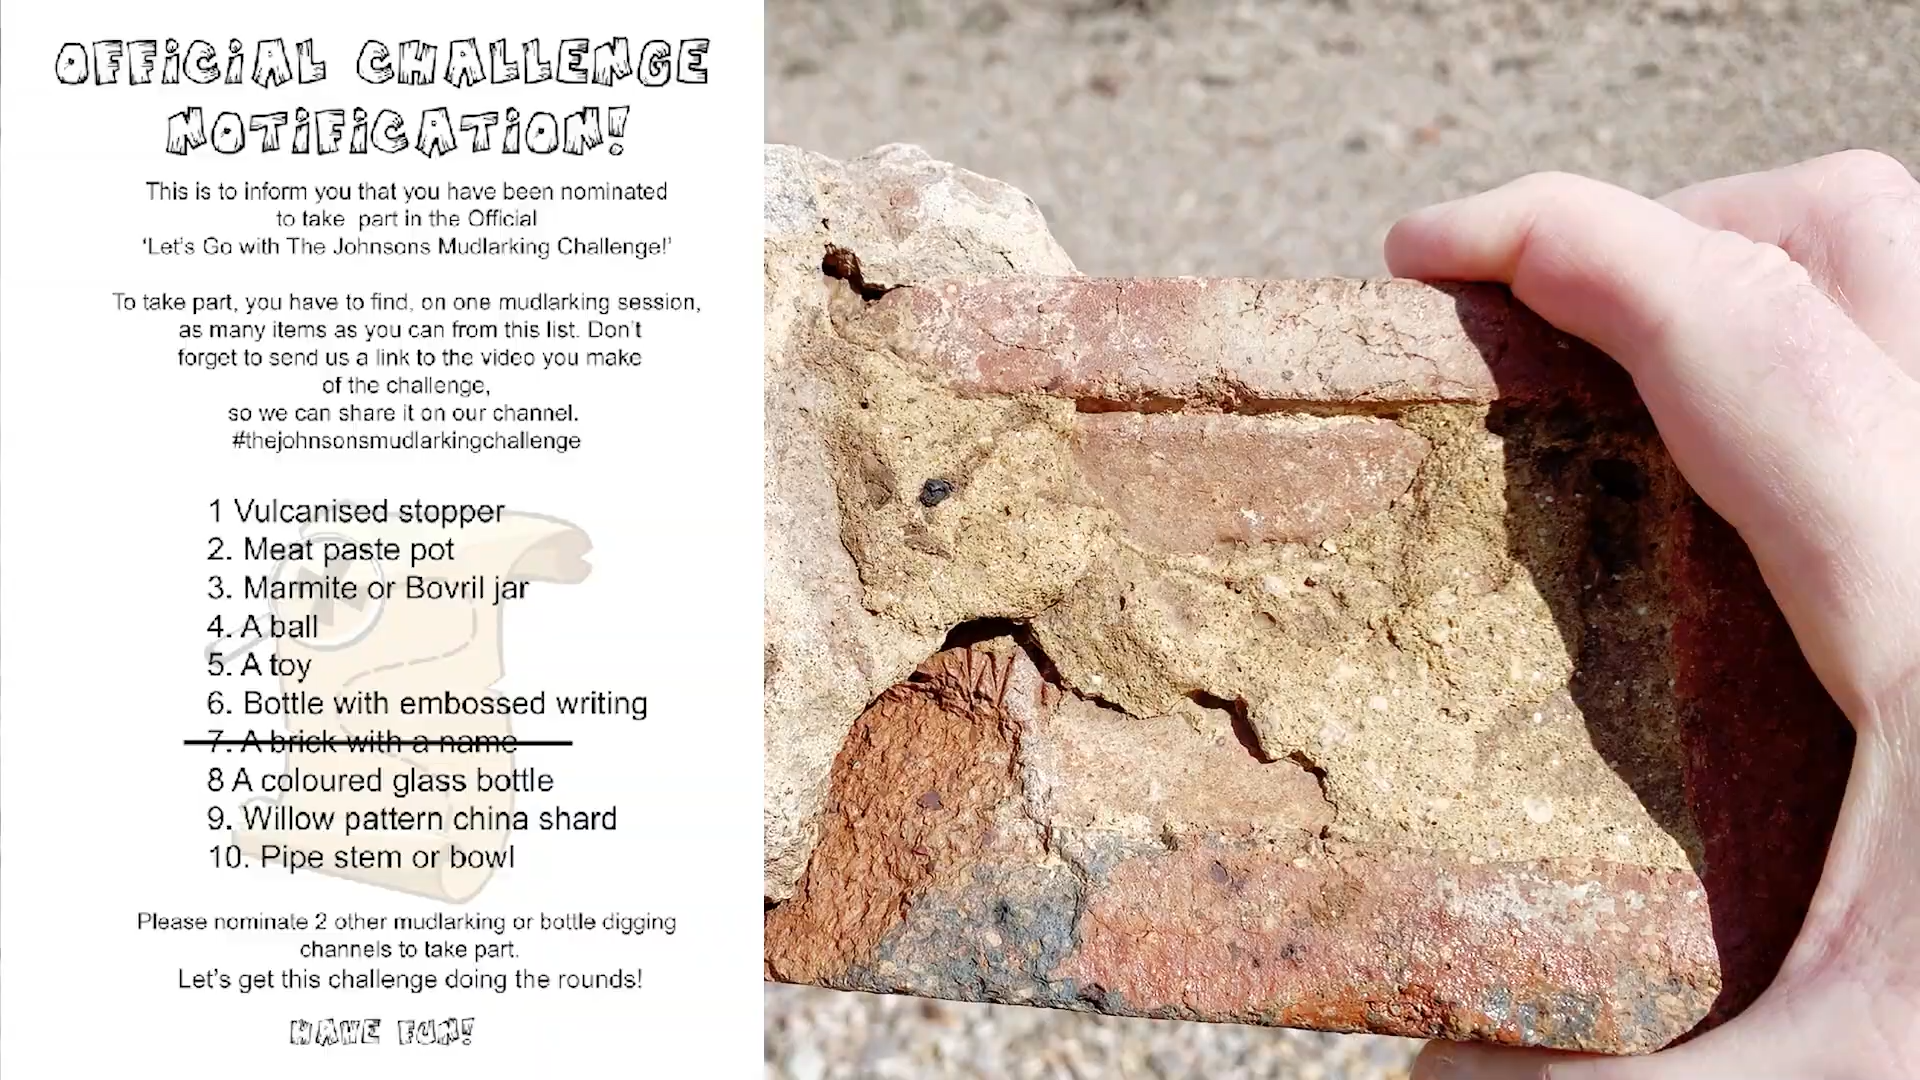 OFFICIAL CHALLENGE
NOTIFICATION!
This is to inform you that you have been nominated
to take part in the Official
‘Let’s Go with The Johnsons Mudlarking Challenge!’
To take part, you have to find, on one mudlarking session,
as many items as you can from this list. Don’t
forget to send us a link to the video you make
of the challenge,
so we can share it on our channel.
#thejohnsonsmudlarkingchallenge
1 Vulcanised stopper
2. Meat paste pot
3. Marmite or Bovril jar
4. A ball
5. A toy
6. Bottle with embossed writing
7. A brick with a name
8 A coloured glass bottle
9. Willow pattern china shard
10. Pipe stem or bowl
Please nominate 2 other mudlarking or bottle digging
channels to take part.
Let’s get this challenge doing the rounds!
HAVE FUN!